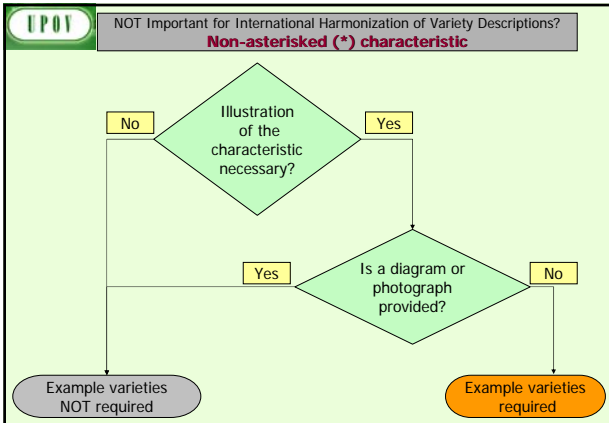 UPOV
NOT Important for International Harmonization of Variety Descriptions?
Non-asterisked (*) characteristic
Illustration
of the
characteristic
necessary?
No
Yes
Is a diagram or
photograph
provided?
Yes
No
Example varieties
NOT required
Example varieties
required